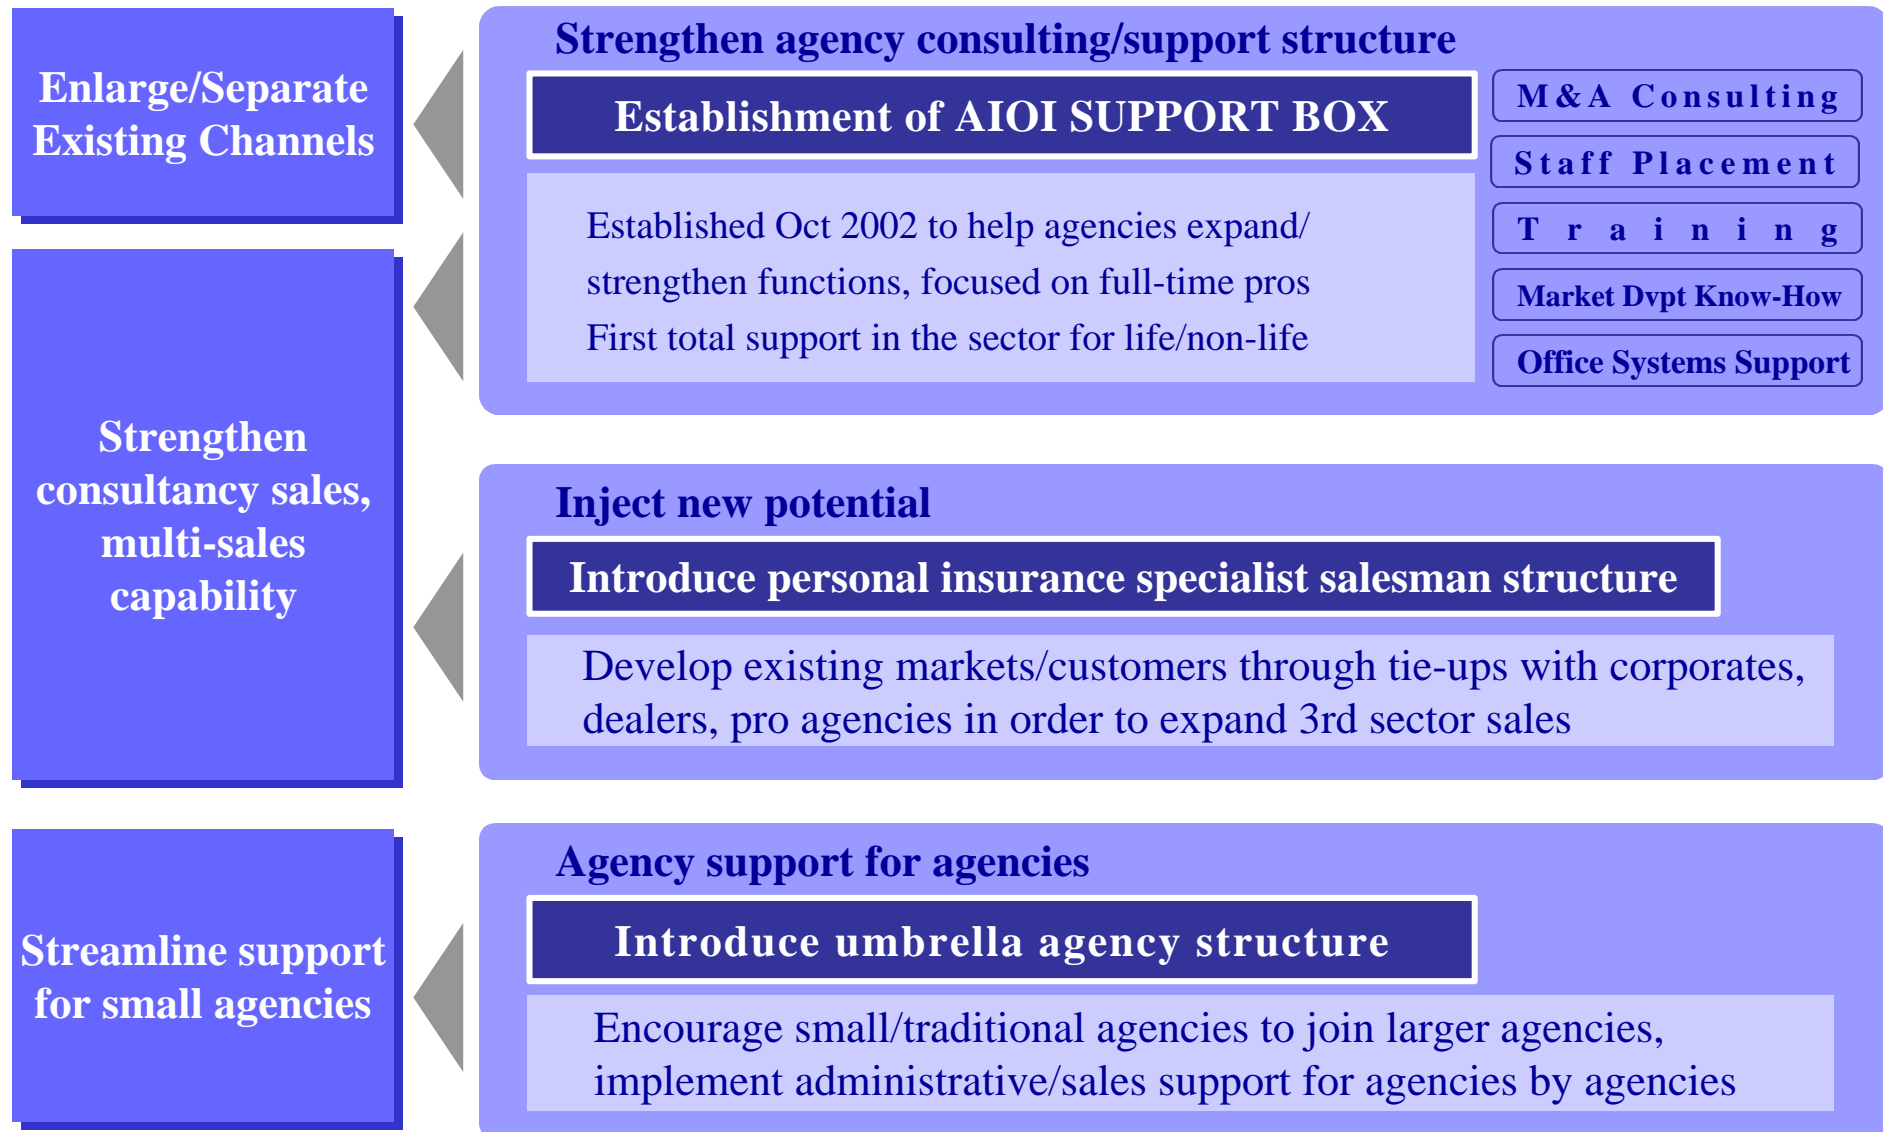 Enlarge/Separate
Existing Channels
Strengthen agency consulting/support structure
Establishment of AIOI SUPPORT BOX
Established Oct 2002 to help agencies expand/
strengthen functions, focused on full-time pros
First total support in the sector for life/non-life
M&A Consulting
Staff Placement
Training
Market Dvpt Know-How
Office Systems Support
Strengthen
consultancy sales,
multi-sales
capability
Inject new potential
Introduce personal insurance specialist salesman structure
Develop existing markets/customers through tie-ups with corporates,
dealers, pro agencies in order to expand 3rd sector sales
Streamline support
for small agencies
Agency support for agencies
Introduce umbrella agency structure
Encourage small/traditional agencies to join larger agencies,
implement administrative/sales support for agencies by agencies